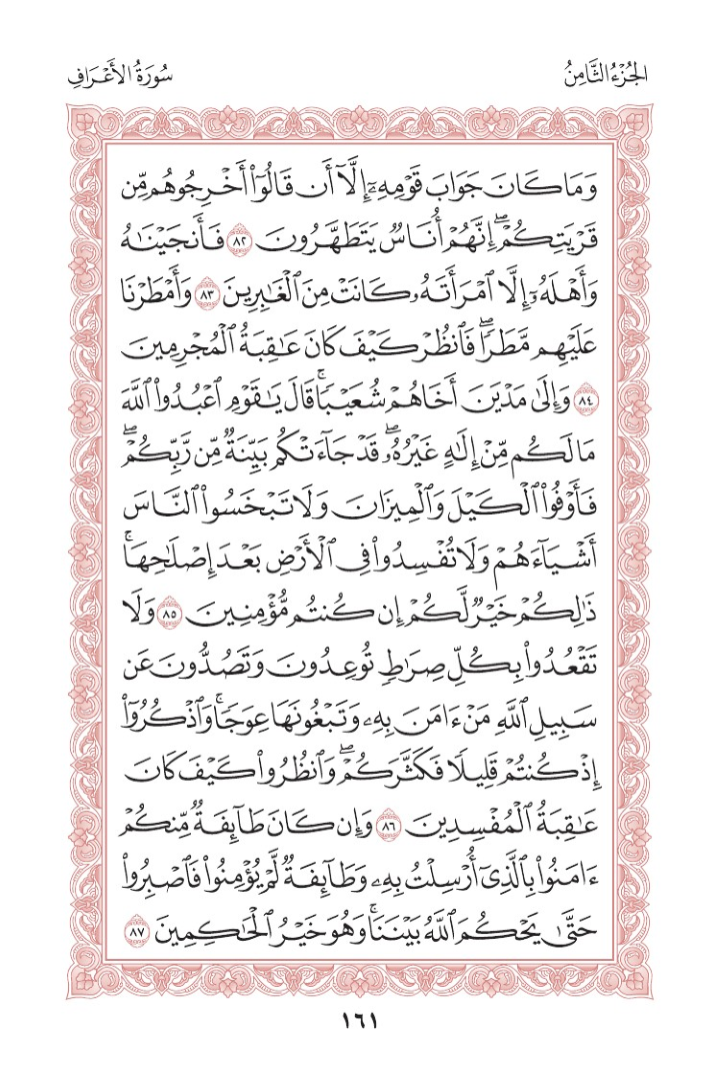 الجُزْءُ الثَّامِنُ
سُورَةُ الأَعْرَافِ
وَمَا كَانَ جَوَابَ قَوْمِهِۦٓ إِلَّآ أَن قَالُوٓاْ أَخْرِجُوهُم مِّن
قَرْيَتِكُمْۖ إِنَّهُمْ أُنَاسٞ يَتَطَهَّرُونَ ٨٢ فَأَنجَيْنَٰهُ
وَأَهْلَهُۥٓ إِلَّا ٱمْرَأَتَهُۥ كَانَتْ مِنَ ٱلْغَٰبِرِينَ ٨٣ وَأَمْطَرْنَا
عَلَيْهِم مَّطَرٗاۖ فَٱنظُرْ كَيْفَ كَانَ عَٰقِبَةُ ٱلْمُجْرِمِينَ
٨٤ وَإِلَىٰ مَدْيَنَ أَخَاهُمْ شُعَيْبٗاۚ قَالَ يَٰقَوْمِ ٱعْبُدُواْ ٱللَّهَ
مَا لَكُم مِّنْ إِلَٰهٍ غَيْرُهُۥۖ قَدْ جَآءَتْكُم بَيِّنَةٞ مِّن رَّبِّكُمْۖ
فَأَوْفُواْ ٱلْكَيْلَ وَٱلْمِيزَانَ وَلَا تَبْخَسُواْ ٱلنَّاسَ
أَشْيَآءَهُمْ وَلَا تُفْسِدُواْ فِي ٱلْأَرْضِ بَعْدَ إِصْلَٰحِهَاۚ
ذَٰلِكُمْ خَيْرٞ لَّكُمْ إِن كُنتُم مُّؤْمِنِينَ ٨٥ وَلَا
تَقْعُدُواْ بِكُلِّ صِرَٰطٖ تُوعِدُونَ وَتَصُدُّونَ عَن
سَبِيلِ ٱللَّهِ مَنْ ءَامَنَ بِهِۦ وَتَبْغُونَهَا عِوَجٗاۚ وَٱذْكُرُوٓاْ
إِذْ كُنتُمْ قَلِيلٗا فَكَثَّرَكُمْۖ وَٱنظُرُواْ كَيْفَ كَانَ
عَٰقِبَةُ ٱلْمُفْسِدِينَ ٨٦ وَإِن كَانَ طَآئِفَةٞ مِّنكُمْ
ءَامَنُواْ بِٱلَّذِيٓ أُرْسِلْتُ بِهِۦ وَطَآئِفَةٞ لَّمْ يُؤْمِنُواْ فَٱصْبِرُواْ
حَتَّىٰ يَحْكُمَ ٱللَّهُ بَيْنَنَاۚ وَهُوَ خَيْرُ ٱلْحَٰكِمِينَ ٨٧
١٦١